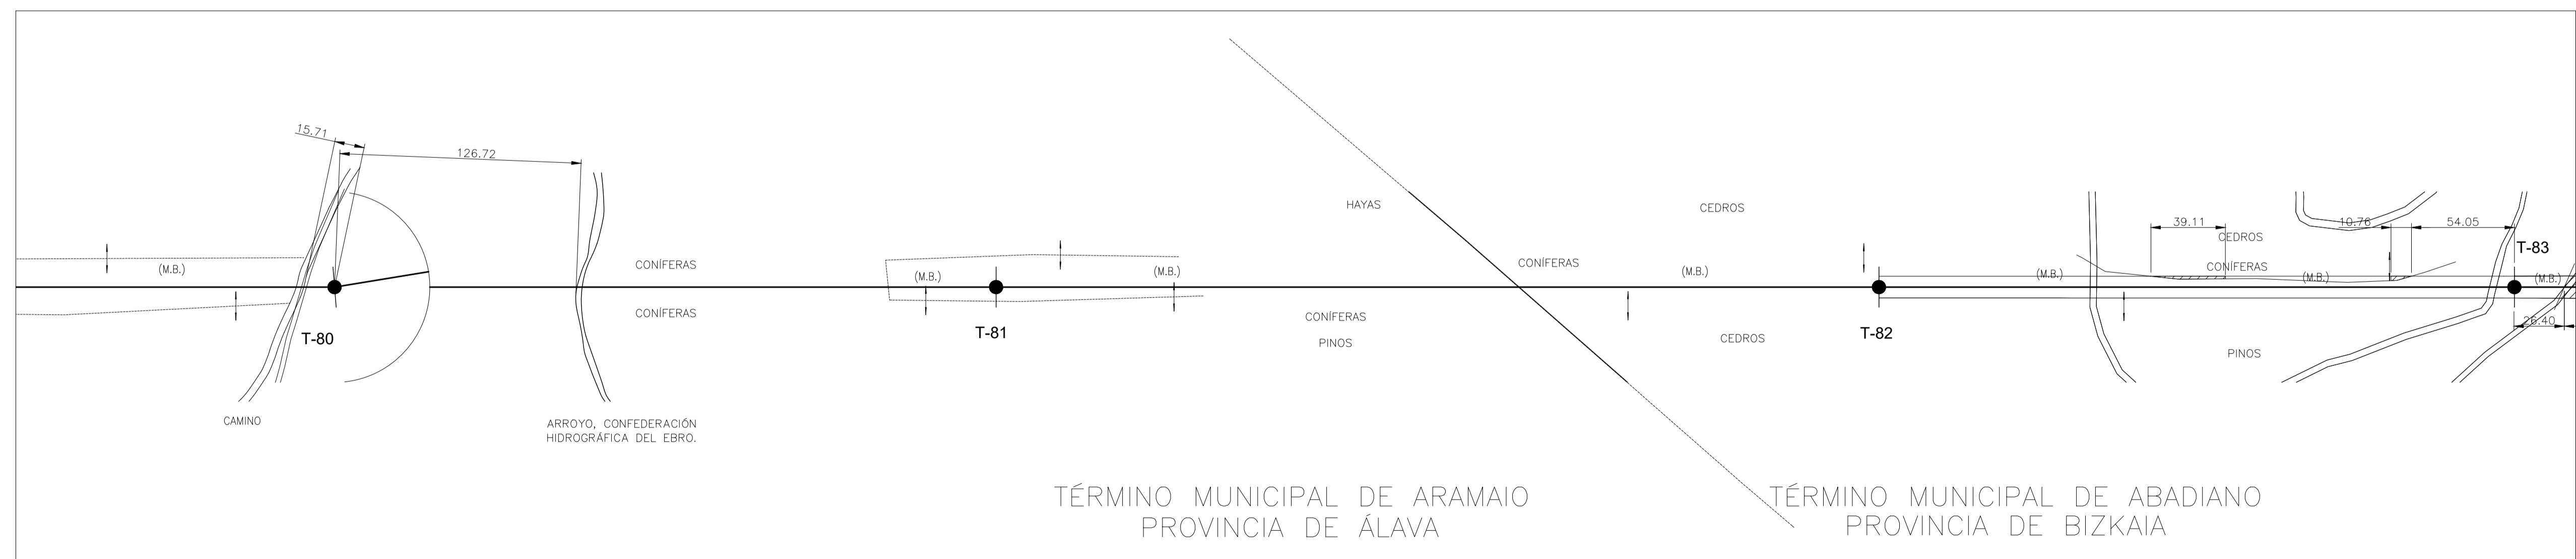 15.71
126.72
HAYAS
CEDROS
39.11
10.76
54.05
CEDROS
T-83
(M.B.)
CONÍFERAS
(M.B.)
(M.B.)
CONÍFERAS
(M.B.)
(M.B.)
CONÍFERAS
(M.B.)
(M.B.)
CONÍFERAS
CONÍFERAS
26.40
T-80
T-81
PINOS
CEDROS
T-82
PINOS
CAMINO
ARROYO, CONFEDERACIÓN
HIDROGRÁFICA DEL EBRO.
TÉRMINO MUNICIPAL DE ARAMAIO
PROVINCIA DE ÁLAVA
TÉRMINO MUNICIPAL DE ABADIANO
PROVINCIA DE BIZKAIA